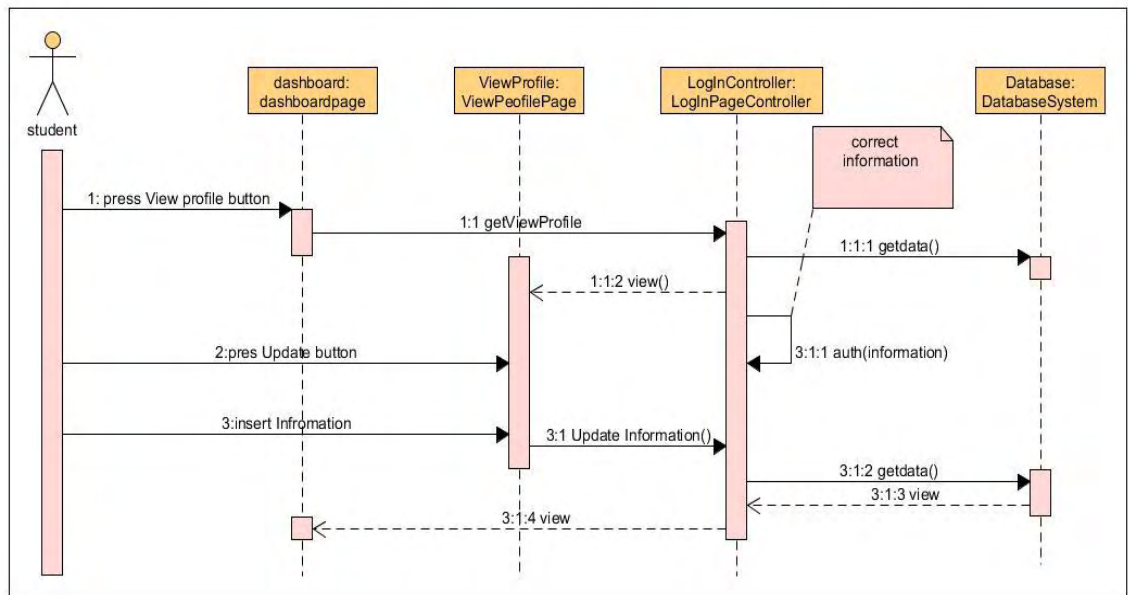 student
dashboard:
dashboardpage
ViewProfile:
ViewPeofilePage
LogInController:
LogInPageController
Database:
DatabaseSystem
correct
information
1: press View profile button
1:1 getViewProfile
1:1:1 getdata()
1:1:2 view()
2:pres Update button
3:1:1 auth(information)
3:insert Infromation
3:1 Update Information()
3:1:2 getdata()
3:1:3 view
3:1:4 view